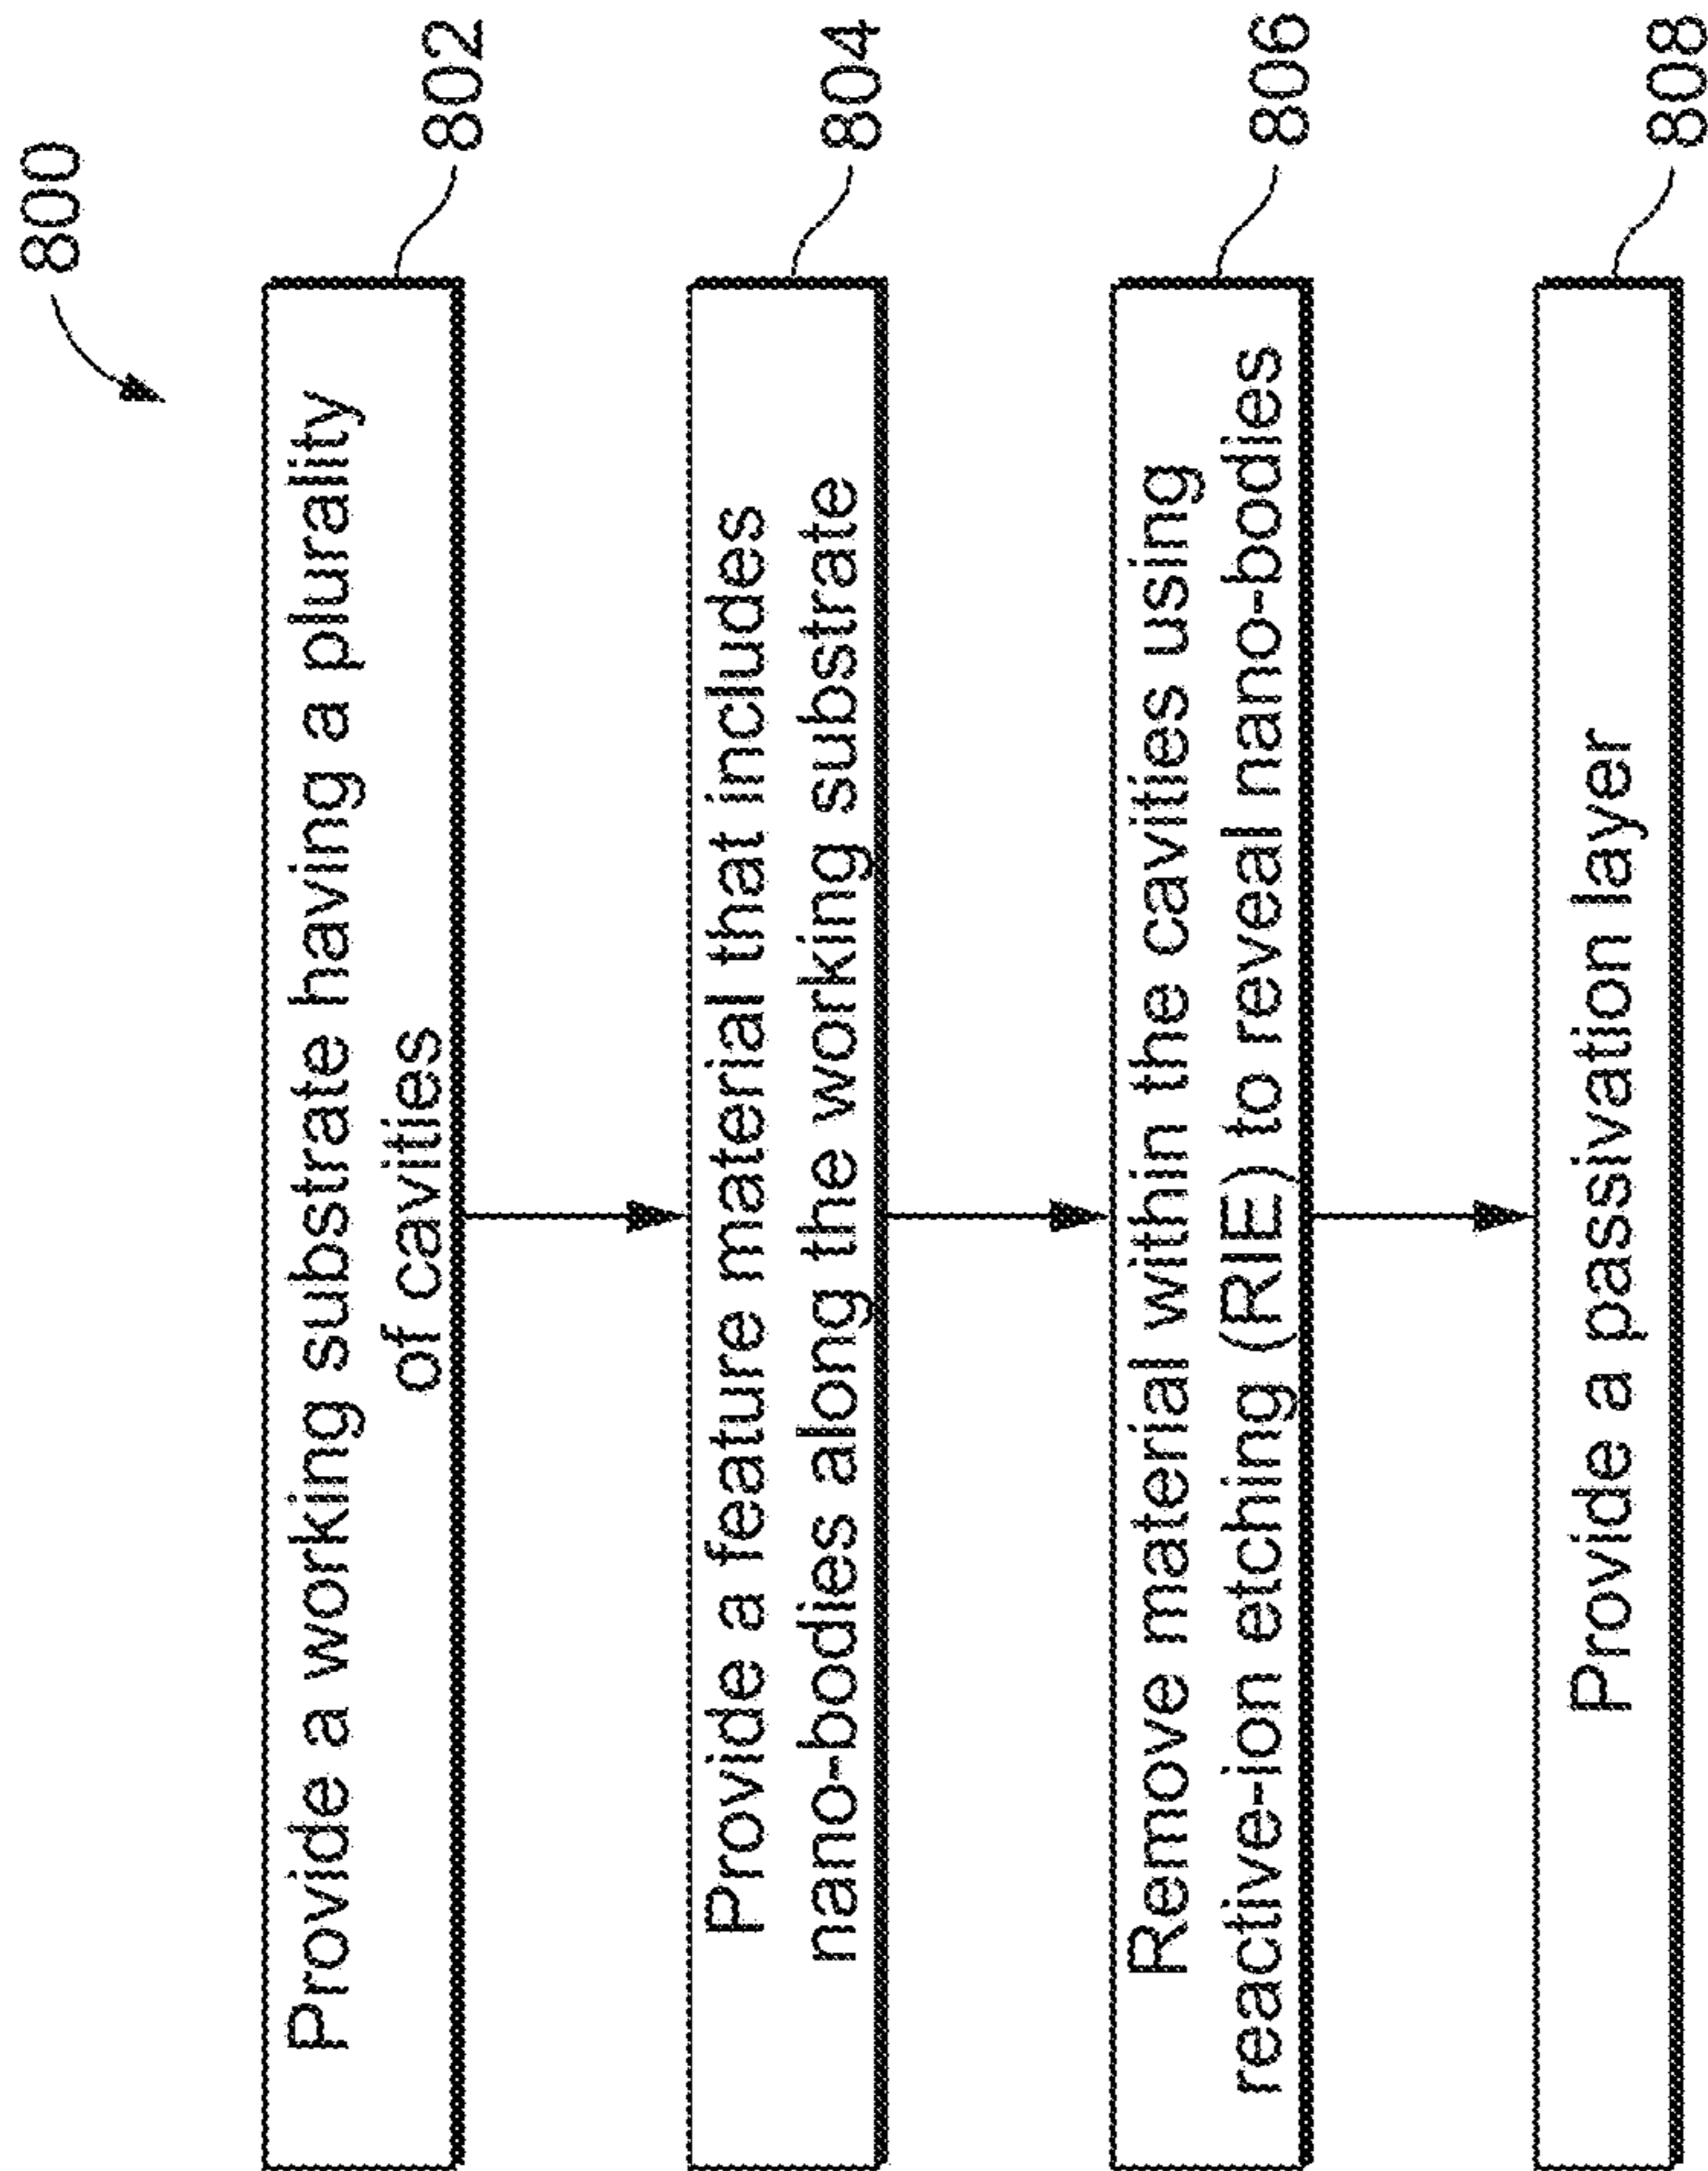 800
Provide a working substrate having a plurality
of cavities
802
Provide a feature material that includes
nano-bodies along the working substrate
804
Remove material within the cavities using
reactive-ion etching (RIE) to reveal nano-bodies
806
Provide a passivation layer
808